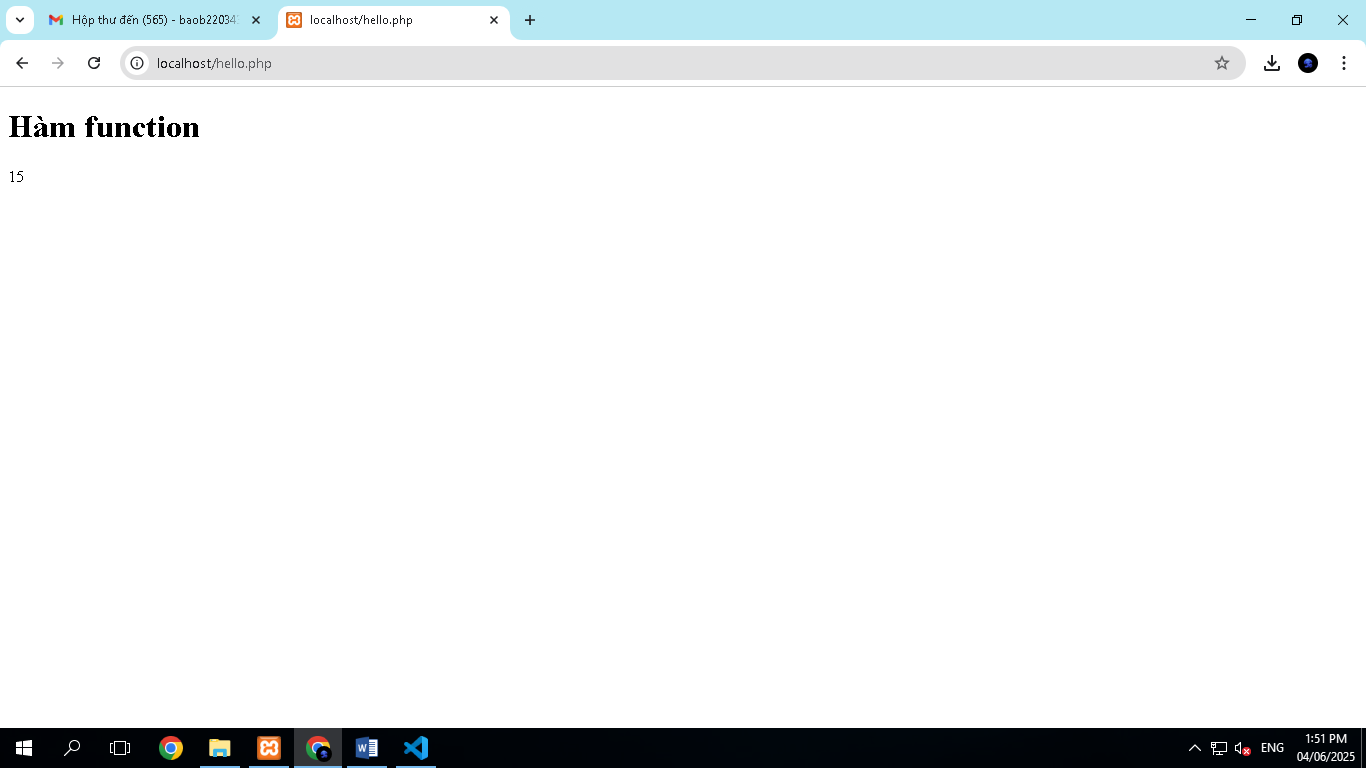 Hộp thư đến (565) - baob22034
localhost/hello.php
localhost/hello.php
Hàm function
15
ENG
1:51 PM
04/06/2025